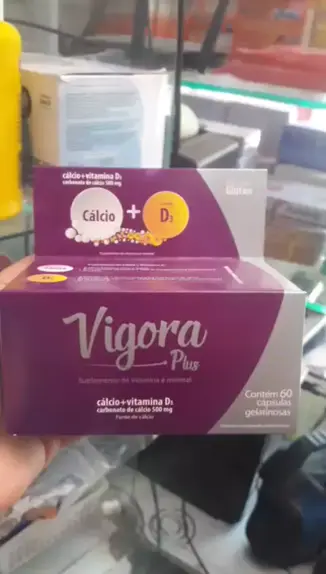 cálcio+vitamina D₃
carbonato de cálcio 500 mg
Cálcio + D₃
D₃
Vigora
Plus
Suplemento de vitamina e mineral
cálcio+vitamina D₃
carbonato de cálcio 500 mg
Fonte de cálcio
Contém 60
cápsulas
gelatinosas